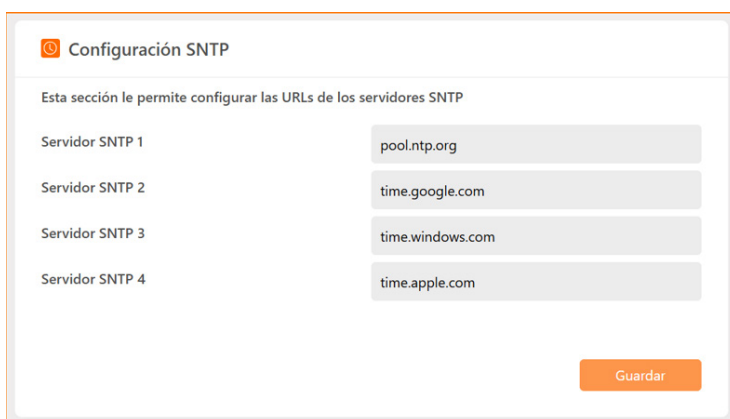 Configuración SNTP
Esta sección le permite configurar las URLs de los servidores SNTP
Servidor SNTP 1 pool.ntp.org
Servidor SNTP 2 time.google.com
Servidor SNTP 3 time.windows.com
Servidor SNTP 4 time.apple.com
Guardar